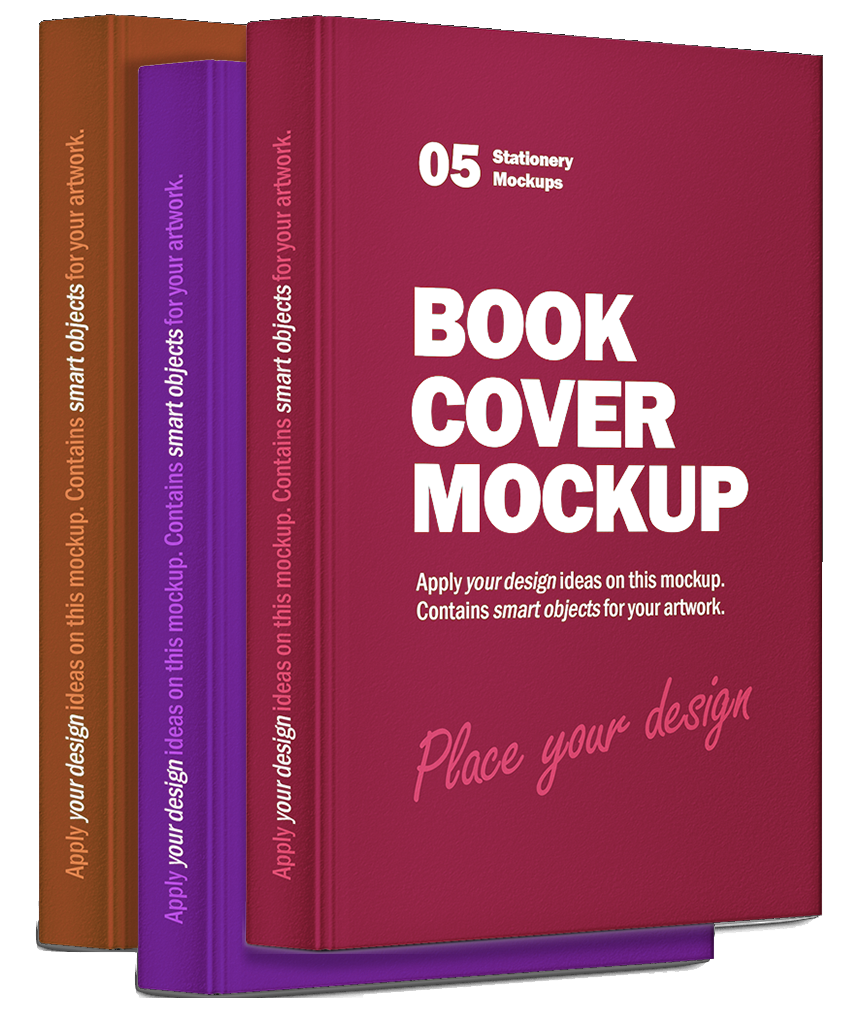 Apply your design ideas on this mockup. Contains smart objects for your artwork.
Apply your design ideas on this mockup. Contains smart objects for your artwork.
Apply your design ideas on this mockup. Contains smart objects for your artwork.
05 Stationery
Mockups
BOOK
COVER
MOCKUP
Apply your design ideas on this mockup.
Contains smart objects for your artwork.
Place your design